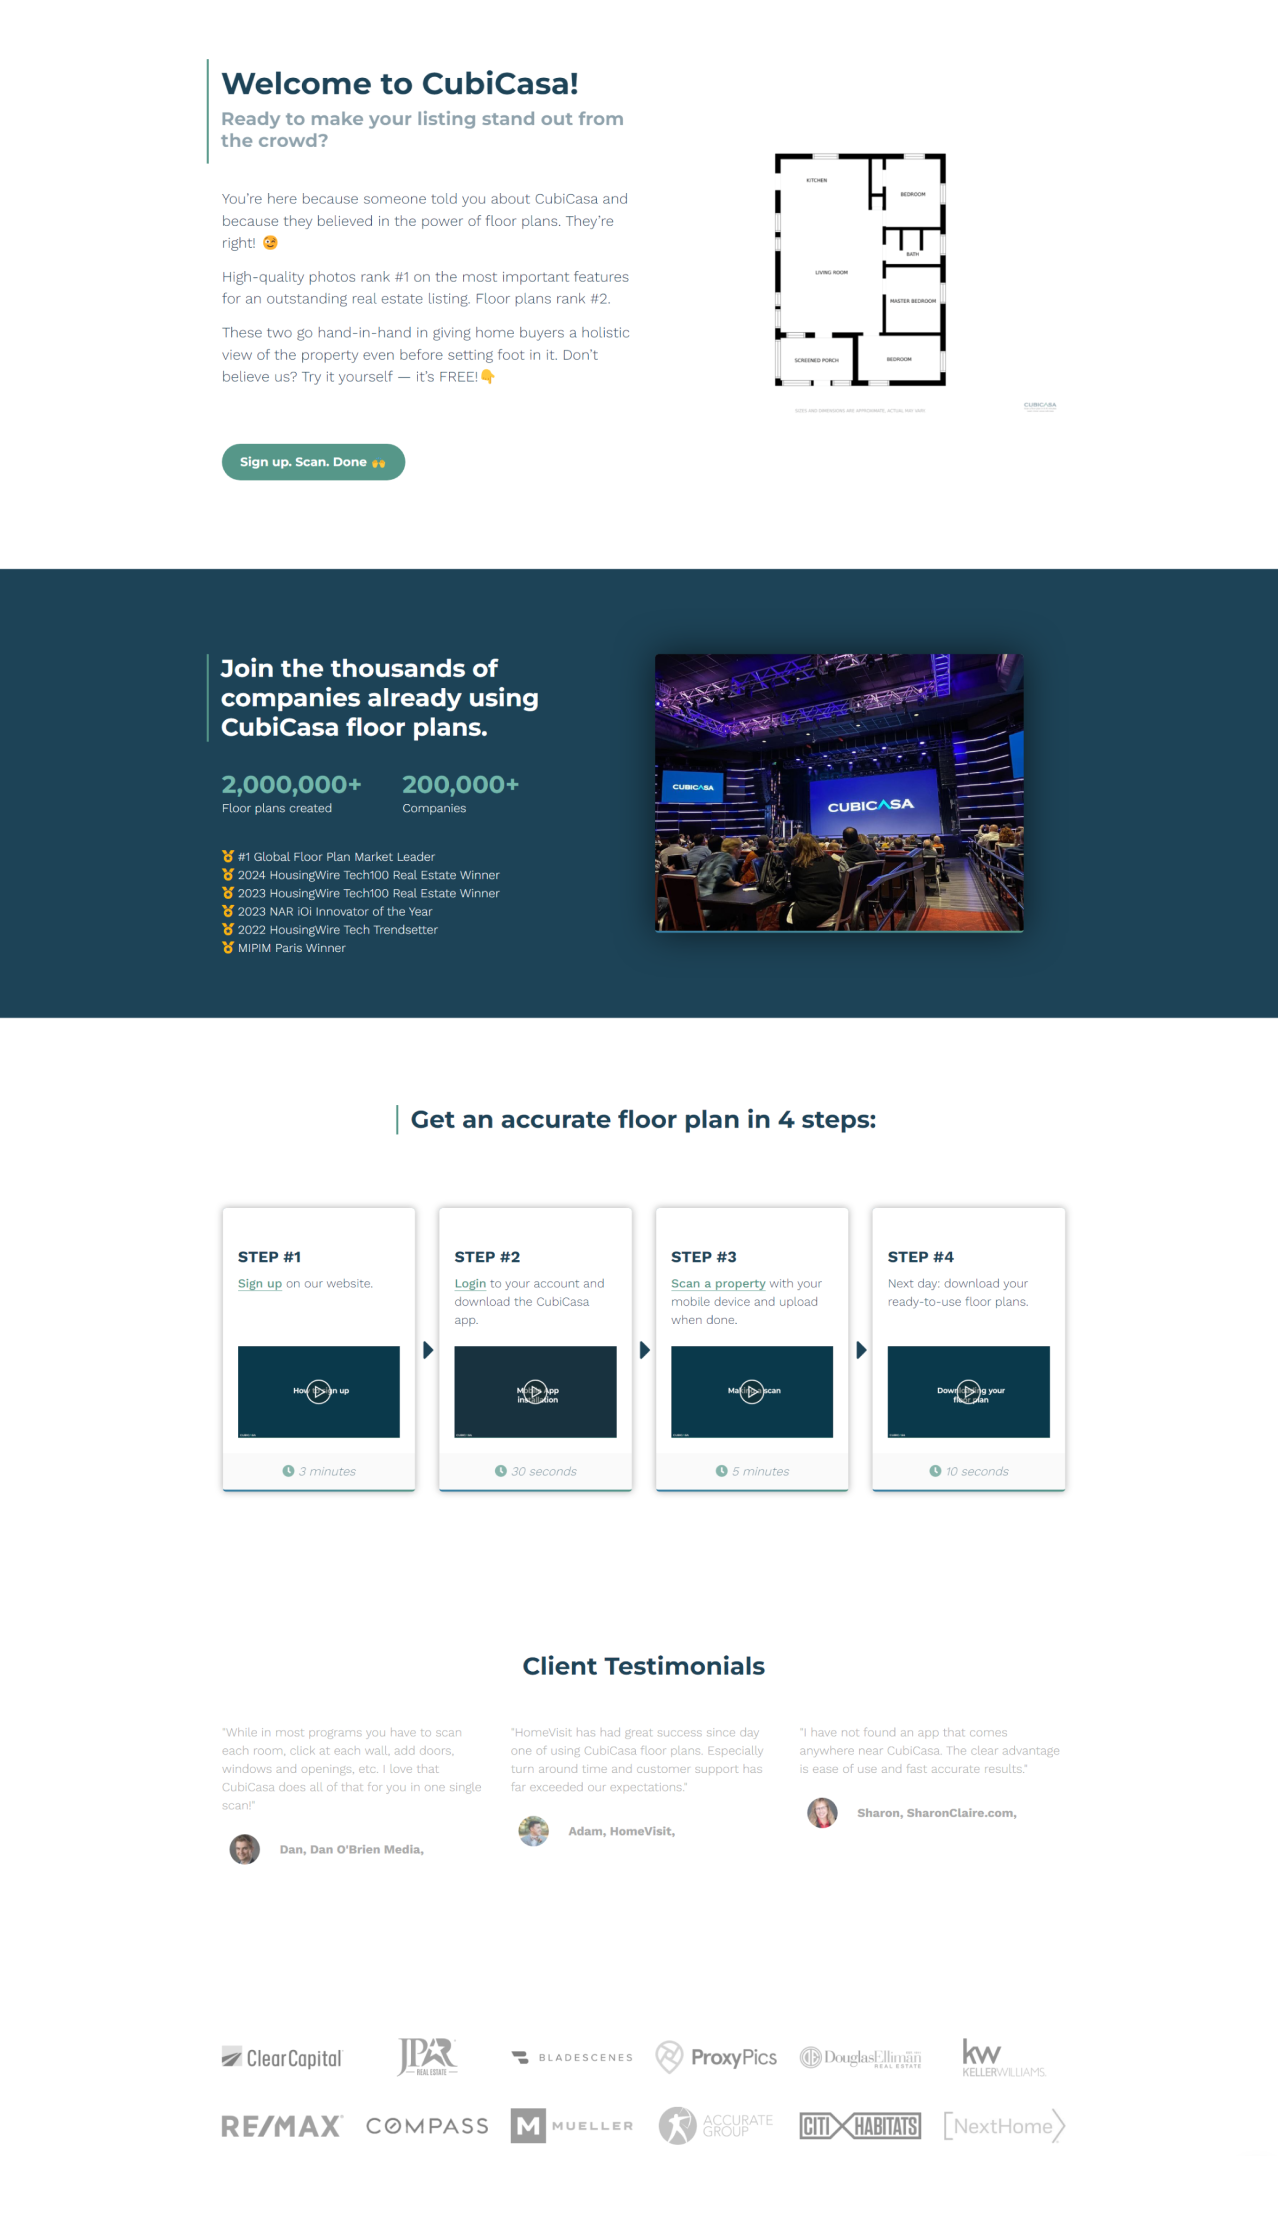 Welcome to CubiCasa!
Ready to make your listing stand out from
the crowd?
You're here because someone told you about CubiCasa and
because they believed in the power of floor plans. They're
right! 😉
High-quality photos rank #1 on the most important features
for an outstanding real estate listing. Floor plans rank #2.
These two go hand-in-hand in giving home buyers a holistic
view of the property even before setting foot in it. Don't
believe us? Try it yourself — it's FREE!👇
Sign up. Scan. Done 🙌
KITCHEN
BEDROOM
BATH
LIVING ROOM
MASTER BEDROOM
SCREENED PORCH
BEDROOM
SIZES AND DIMENSIONS ARE APPROXIMATE, ACTUAL MAY VARY.
CUBICASA
Join the thousands of
companies already using
CubiCasa floor plans.
2,000,000+
Floor plans created
200,000+
Companies
#1 Global Floor Plan Market Leader
2024 HousingWire Tech100 Real Estate Winner
2023 HousingWire Tech100 Real Estate Winner
2023 NAR iOi Innovator of the Year
2022 HousingWire Tech Trendsetter
MIPIM Paris Winner
CUBICASA
CUBICASA
Get an accurate floor plan in 4 steps:
STEP #1
Sign up on our website.
How to sign up
CUBICASA
3 minutes
STEP #2
Login to your account and
download the CubiCasa
app.
Mobile App
installation
CUBICASA
30 seconds
STEP #3
Scan a property with your
mobile device and upload
when done.
Making a scan
CUBICASA
5 minutes
STEP #4
Next day: download your
ready-to-use floor plans.
Downloading your
floor plan
CUBICASA
10 seconds
Client Testimonials
"While in most programs you have to scan
each room, click at each wall, add doors,
windows and openings, etc. I love that
CubiCasa does all of that for you in one single
scan!"
Dan, Dan O'Brien Media,
"HomeVisit has had great success since day
one of using CubiCasa floor plans. Especially
turn around time and customer support has
far exceeded our expectations."
Adam, HomeVisit,
"I have not found an app that comes
anywhere near CubiCasa. The clear advantage
is ease of use and fast accurate results."
Sharon, SharonClaire.com,
ClearCapital
JPAR
REAL ESTATE
BLADESCENES
ProxyPics
DE DouglasElliman
REAL ESTATE
kw
KELLERWILLIAMS.
RE/MAX
COMPASS
M MUELLER
ACCURATE
GROUP
CITI HABITATS
NextHome